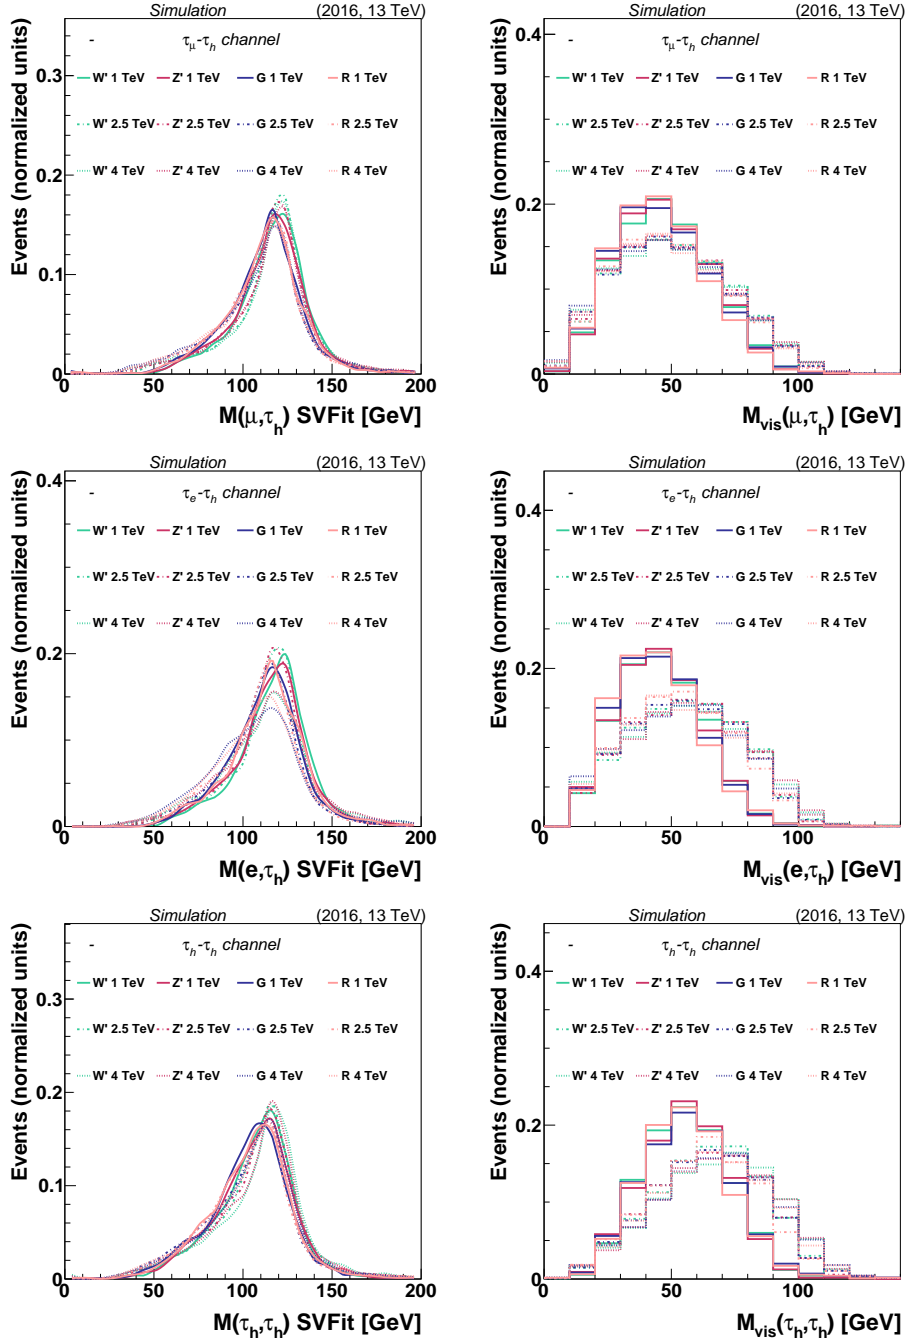 Simulation (2016, 13 TeV)
Events (normalized units)
- τμ-τh channel
W' 1 TeV Z' 1 TeV G 1 TeV R 1 TeV
W' 2.5 TeV Z' 2.5 TeV G 2.5 TeV R 2.5 TeV
W' 4 TeV Z' 4 TeV G 4 TeV R 4 TeV
0.3
0.2
0.1
0
0 50 100 150 200
M(μ,τh) SVFit [GeV]
Simulation (2016, 13 TeV)
Events (normalized units)
- τμ-τh channel
W' 1 TeV Z' 1 TeV G 1 TeV R 1 TeV
W' 2.5 TeV Z' 2.5 TeV G 2.5 TeV R 2.5 TeV
W' 4 TeV Z' 4 TeV G 4 TeV R 4 TeV
0.4
0.2
0
0 50 100
Mvis(μ,τh) [GeV]
Simulation (2016, 13 TeV)
Events (normalized units)
- τe-τh channel
W' 1 TeV Z' 1 TeV G 1 TeV R 1 TeV
W' 2.5 TeV Z' 2.5 TeV G 2.5 TeV R 2.5 TeV
W' 4 TeV Z' 4 TeV G 4 TeV R 4 TeV
0.4
0.2
0
0 50 100 150 200
M(e,τh) SVFit [GeV]
Simulation (2016, 13 TeV)
Events (normalized units)
- τe-τh channel
W' 1 TeV Z' 1 TeV G 1 TeV R 1 TeV
W' 2.5 TeV Z' 2.5 TeV G 2.5 TeV R 2.5 TeV
W' 4 TeV Z' 4 TeV G 4 TeV R 4 TeV
0.4
0.2
0
0 50 100
Mvis(e,τh) [GeV]
Simulation (2016, 13 TeV)
Events (normalized units)
- τh-τh channel
W' 1 TeV Z' 1 TeV G 1 TeV R 1 TeV
W' 2.5 TeV Z' 2.5 TeV G 2.5 TeV R 2.5 TeV
W' 4 TeV Z' 4 TeV G 4 TeV R 4 TeV
0.3
0.2
0.1
0
0 50 100 150 200
M(τh,τh) SVFit [GeV]
Simulation (2016, 13 TeV)
Events (normalized units)
- τh-τh channel
W' 1 TeV Z' 1 TeV G 1 TeV R 1 TeV
W' 2.5 TeV Z' 2.5 TeV G 2.5 TeV R 2.5 TeV
W' 4 TeV Z' 4 TeV G 4 TeV R 4 TeV
0.4
0.2
0
0 50 100
Mvis(τh,τh) [GeV]